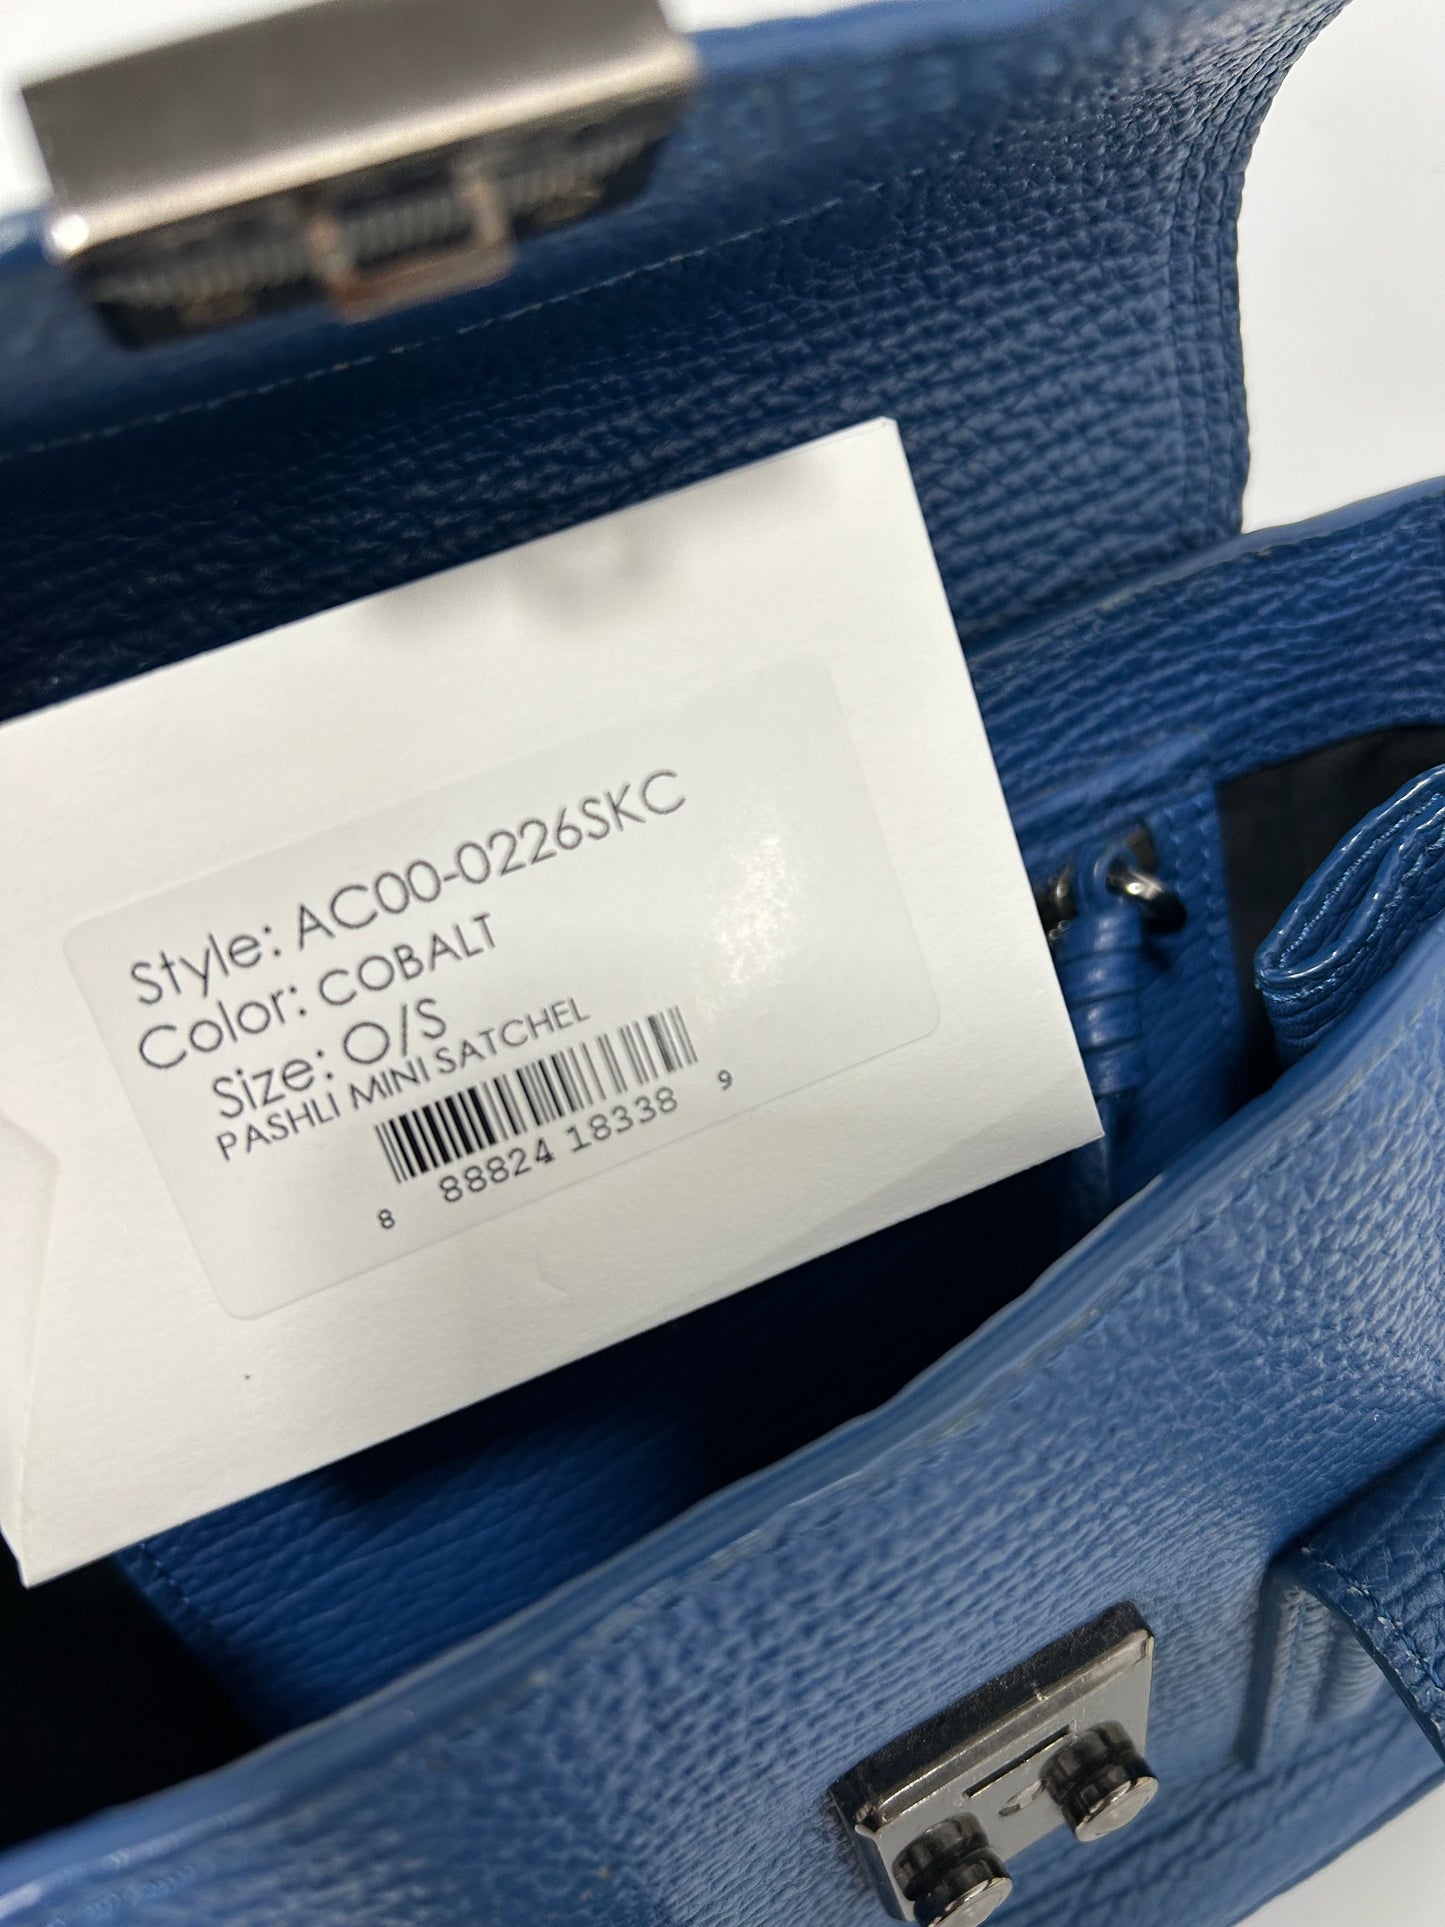 Style: AC00-0226SKC
Color: COBALT
Size: O/S
PASHLI MINI SATCHEL
8 88824 18338 9